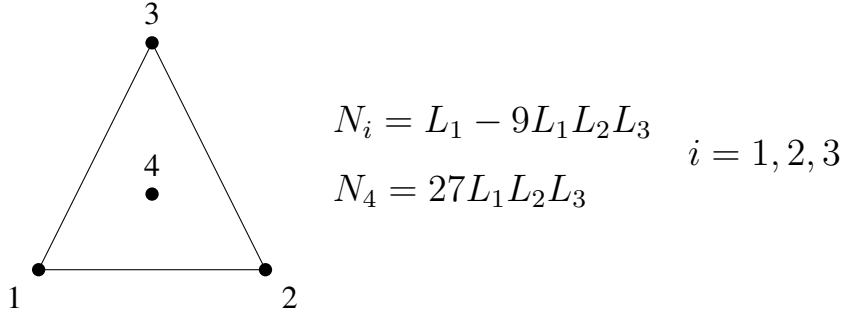 3
N_i = L_1 − 9L_1L_2L_3
i = 1, 2, 3
4
N_4 = 27L_1L_2L_3
1
2